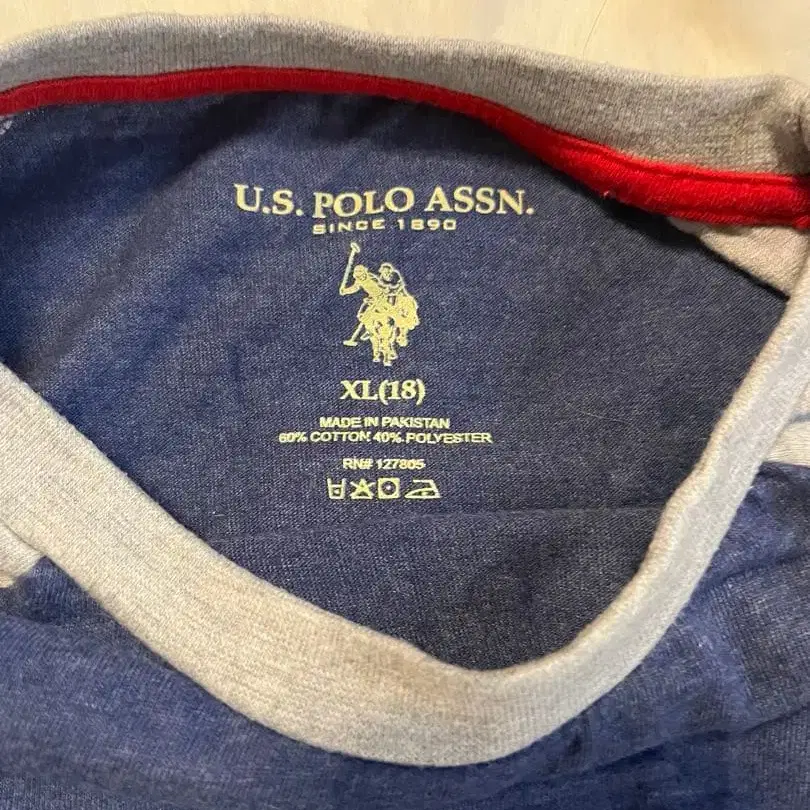 U.S. POLO ASSN.
SINCE 1890
XL(18)
MADE IN PAKISTAN
60% COTTON 40% POLYESTER
RN# 127805